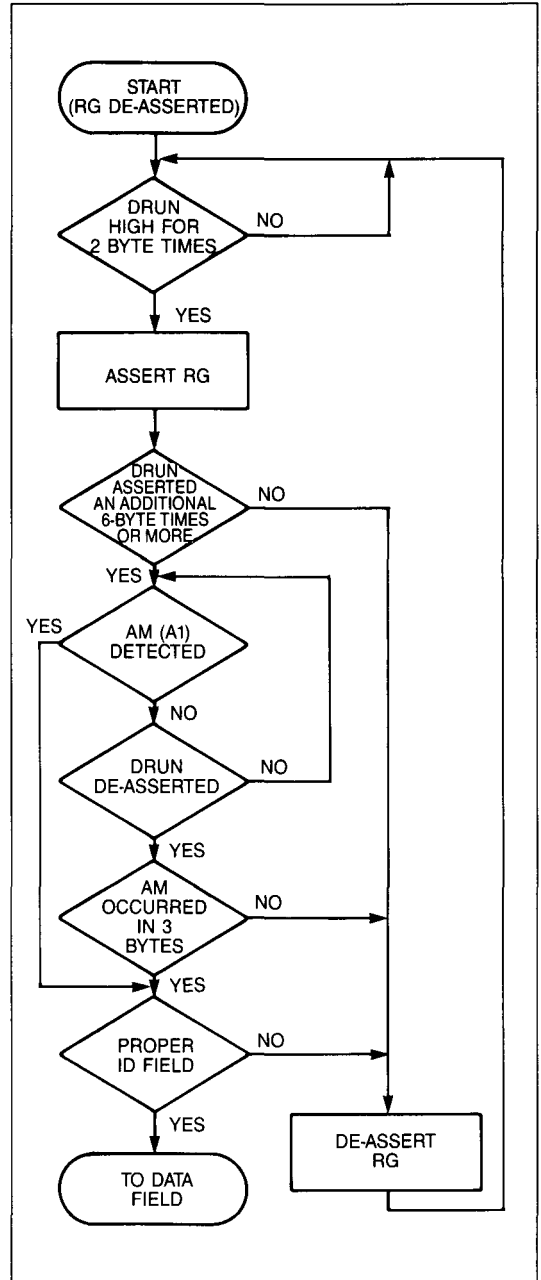 START
(RG DE-ASSERTED)
DRUN
HIGH FOR
2 BYTE TIMES
NO
YES
ASSERT RG
DRUN
ASSERTED
AN ADDITIONAL
6-BYTE TIMES
OR MORE
NO
YES
YES
AM (A1)
DETECTED
NO
DRUN
DE-ASSERTED
NO
YES
AM
OCCURRED
IN 3
BYTES
NO
YES
PROPER
ID FIELD
NO
YES
DE-ASSERT
RG
TO DATA
FIELD